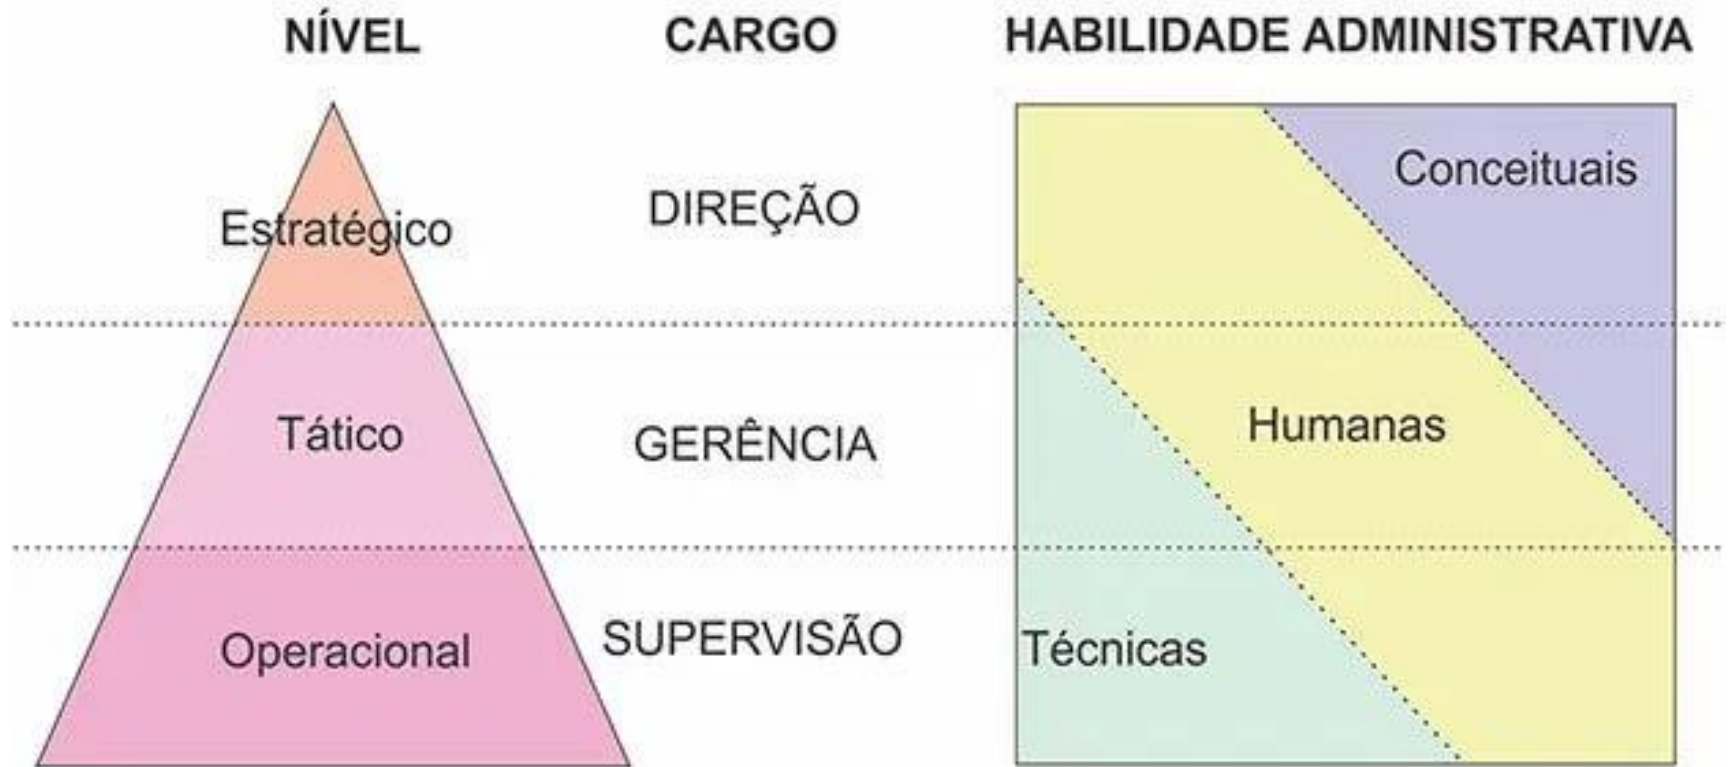 NÍVEL
CARGO
HABILIDADE ADMINISTRATIVA
Estratégico
DIREÇÃO
Conceituais
Tático
GERÊNCIA
Humanas
Operacional
SUPERVISÃO
Técnicas